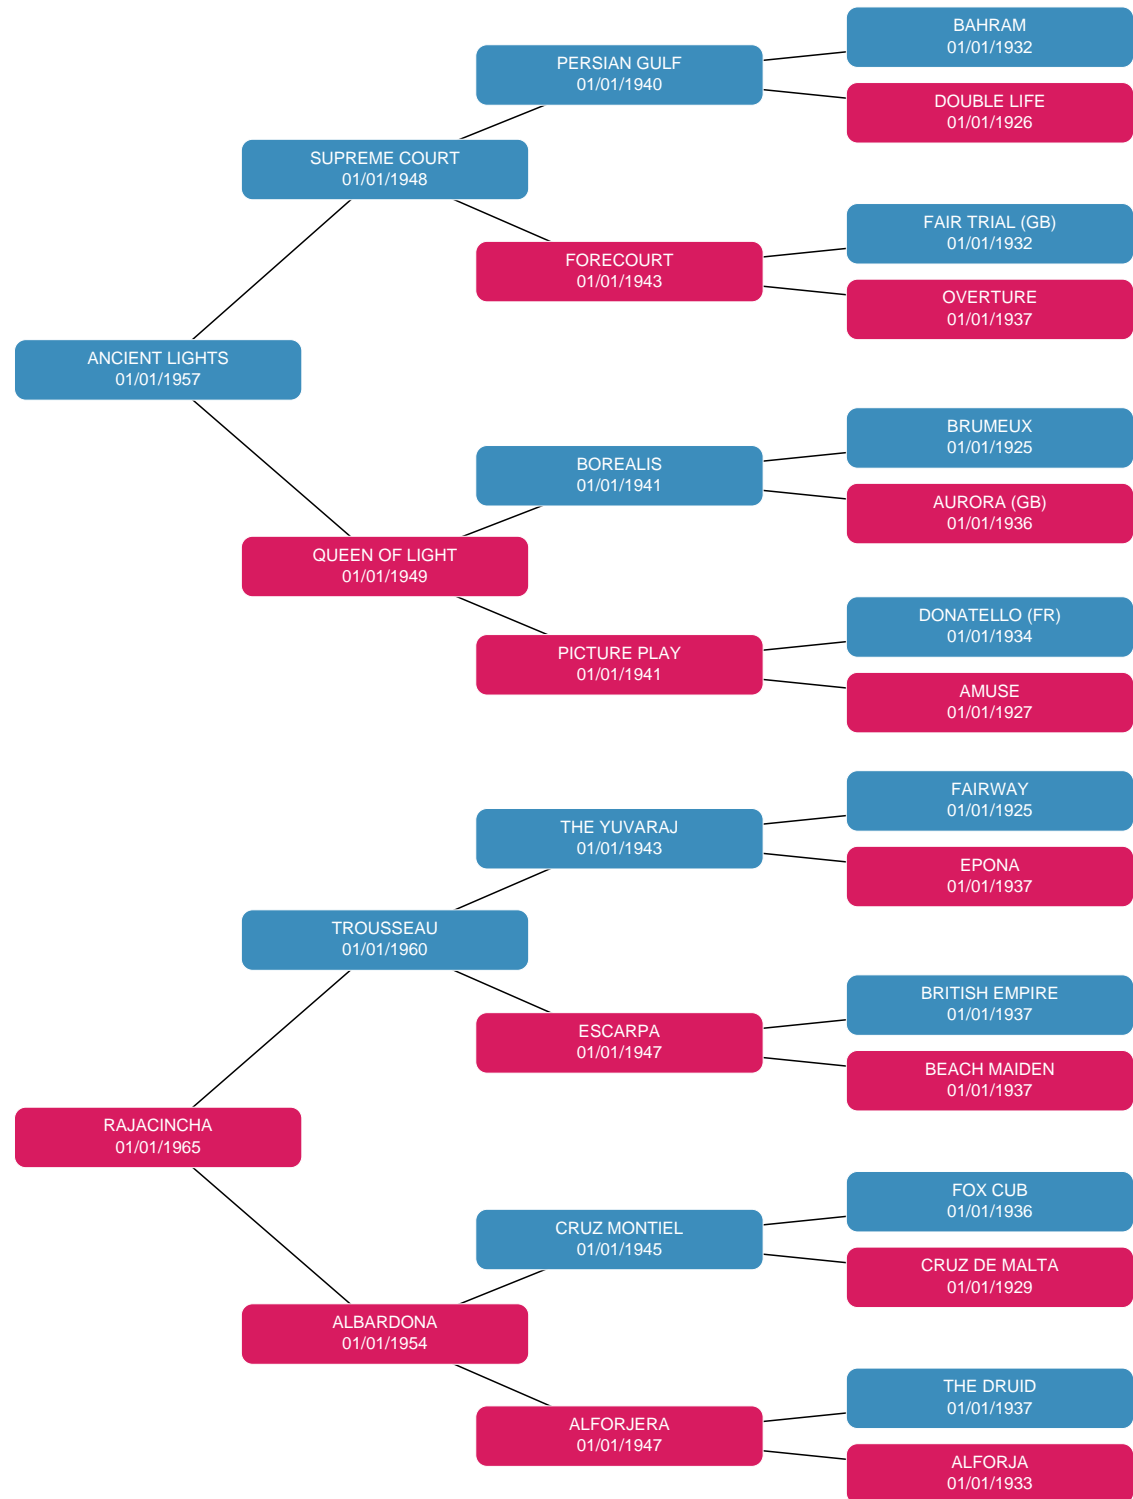 BAHRAM
01/01/1932
PERSIAN GULF
01/01/1940
DOUBLE LIFE
01/01/1926
SUPREME COURT
01/01/1948
FAIR TRIAL (GB)
01/01/1932
FORECOURT
01/01/1943
OVERTURE
01/01/1937
ANCIENT LIGHTS
01/01/1957
BRUMEUX
01/01/1925
BOREALIS
01/01/1941
AURORA (GB)
01/01/1936
QUEEN OF LIGHT
01/01/1949
DONATELLO (FR)
01/01/1934
PICTURE PLAY
01/01/1941
AMUSE
01/01/1927
FAIRWAY
01/01/1925
THE YUVARAJ
01/01/1943
EPONA
01/01/1937
TROUSSEAU
01/01/1960
BRITISH EMPIRE
01/01/1937
ESCARPA
01/01/1947
BEACH MAIDEN
01/01/1937
RAJACINCHA
01/01/1965
FOX CUB
01/01/1936
CRUZ MONTIEL
01/01/1945
CRUZ DE MALTA
01/01/1929
ALBARDONA
01/01/1954
THE DRUID
01/01/1937
ALFORJERA
01/01/1947
ALFORJA
01/01/1933